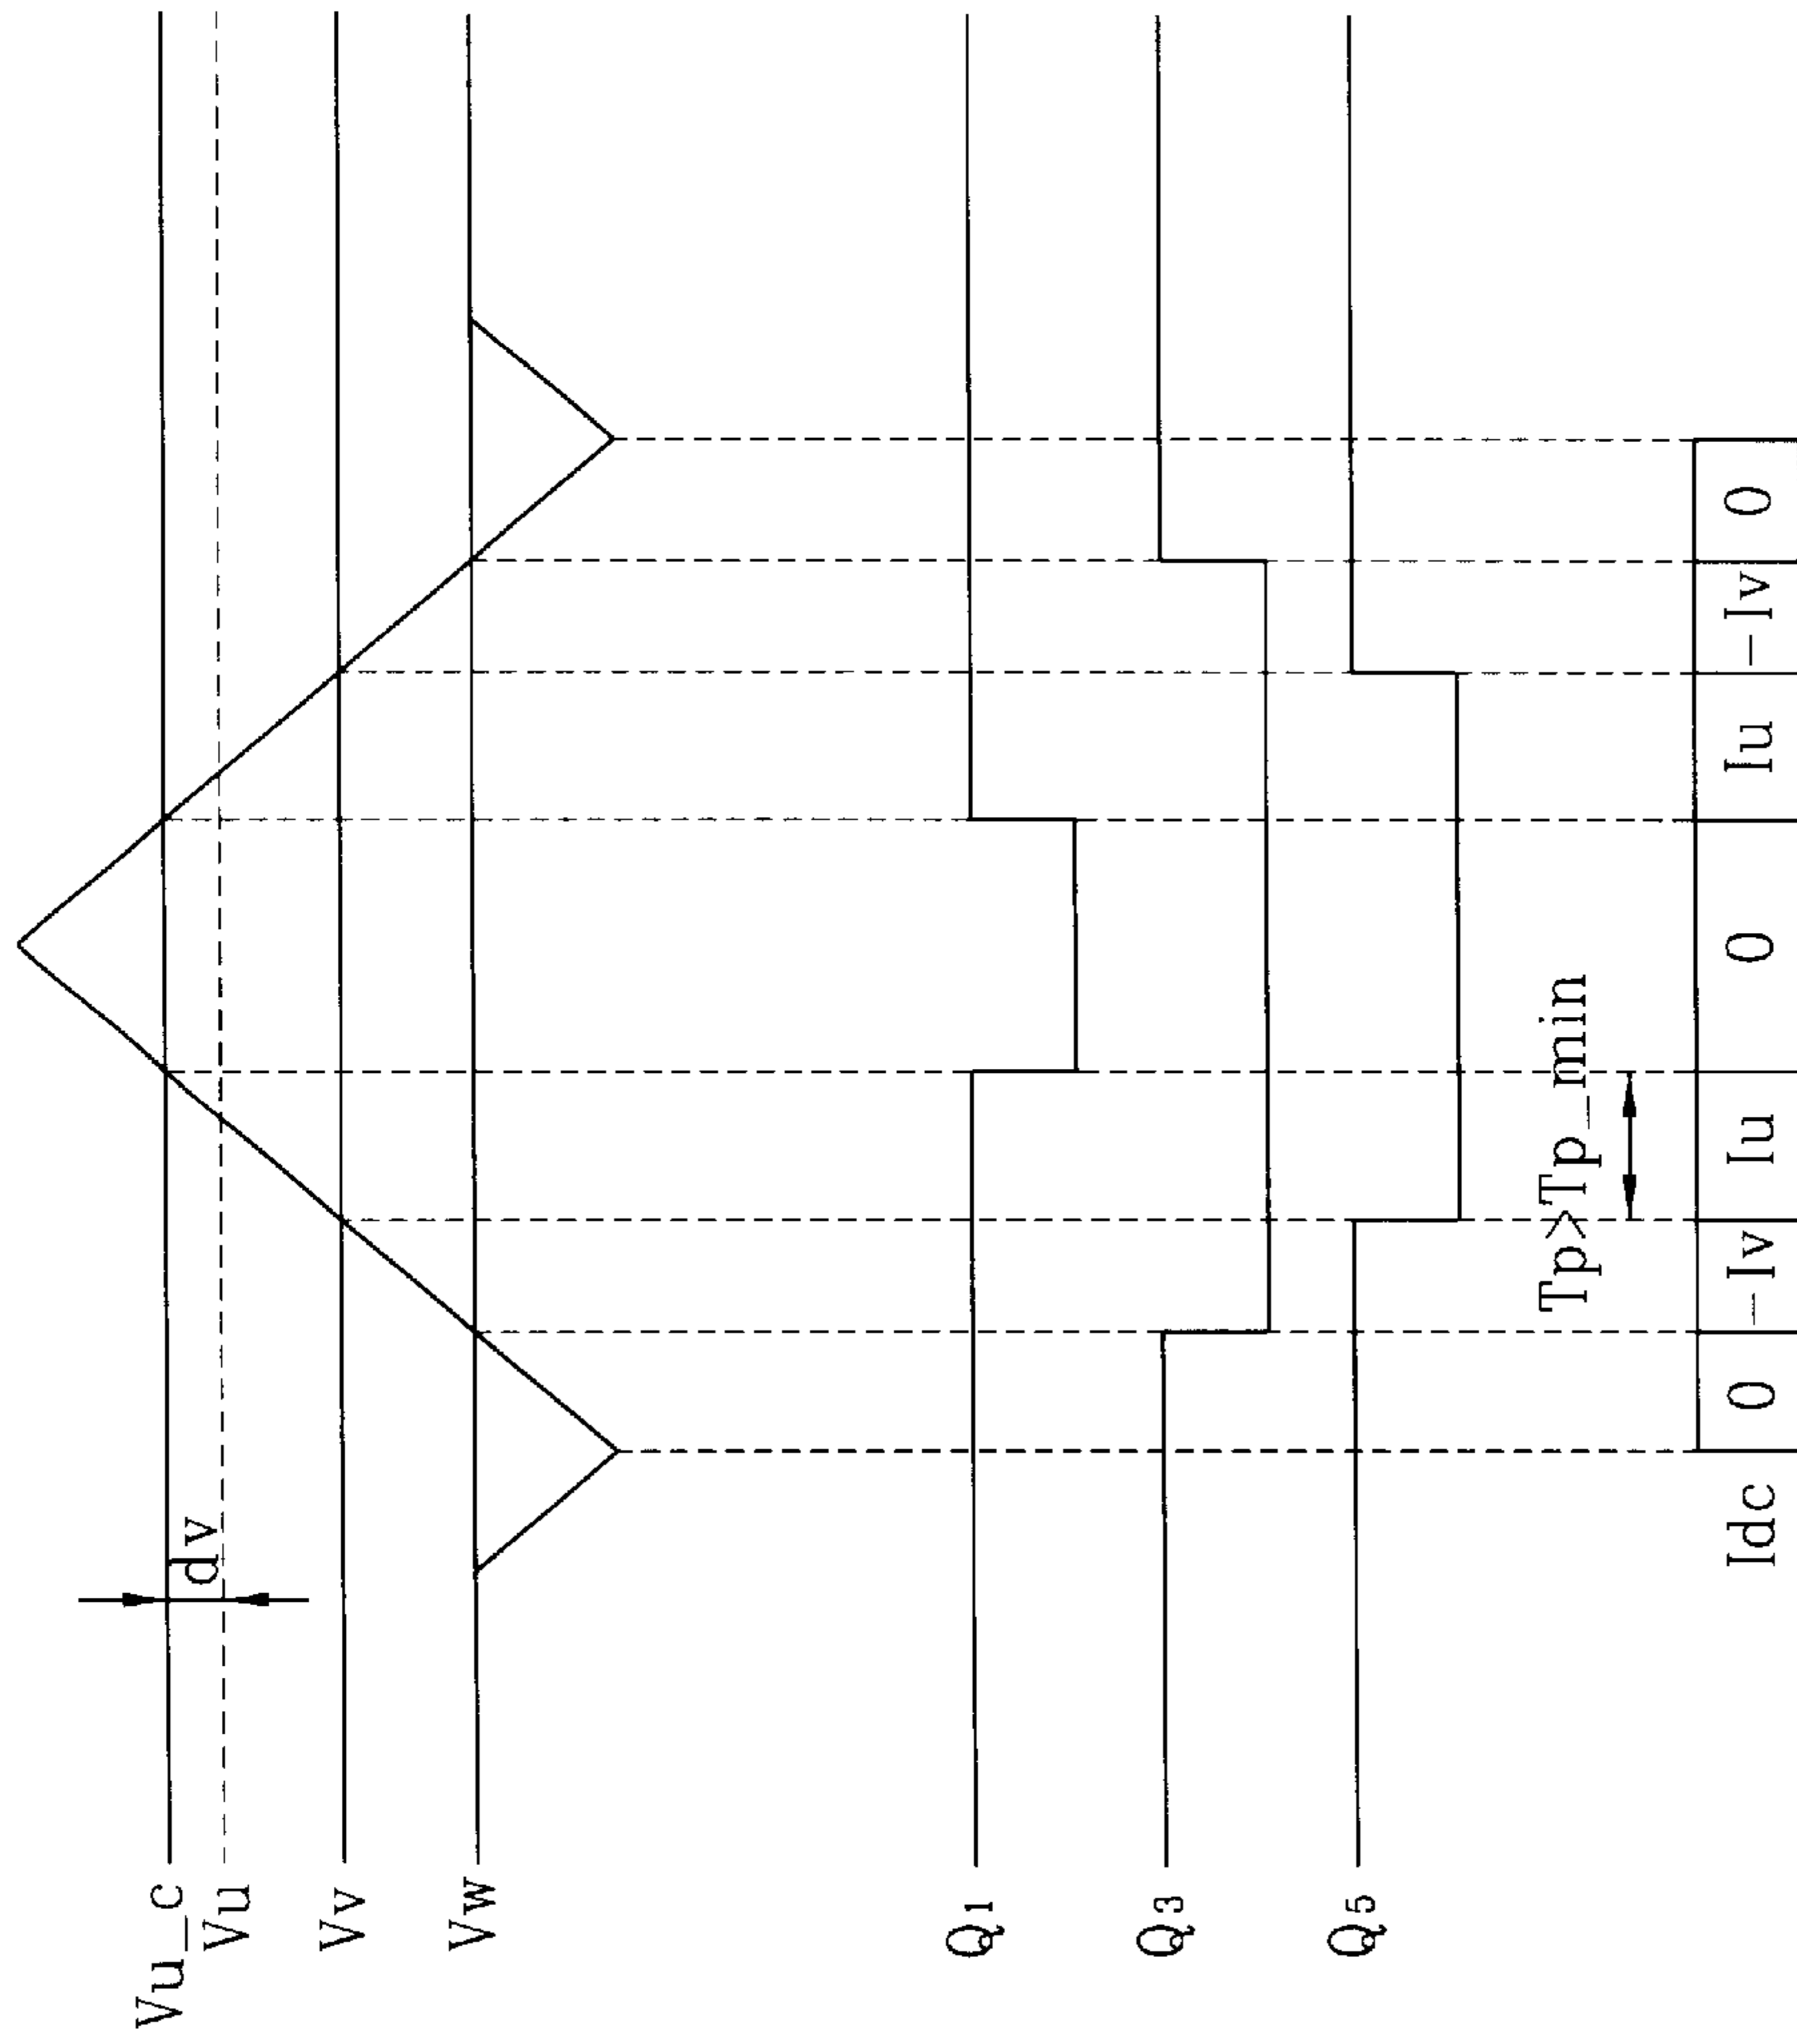 Vu_c
dv
Vu
Vv
Vw
Q1
Q3
Q5
Tp>Tp_min
Idc 0 -Iv Iu 0 Iu -Iv 0